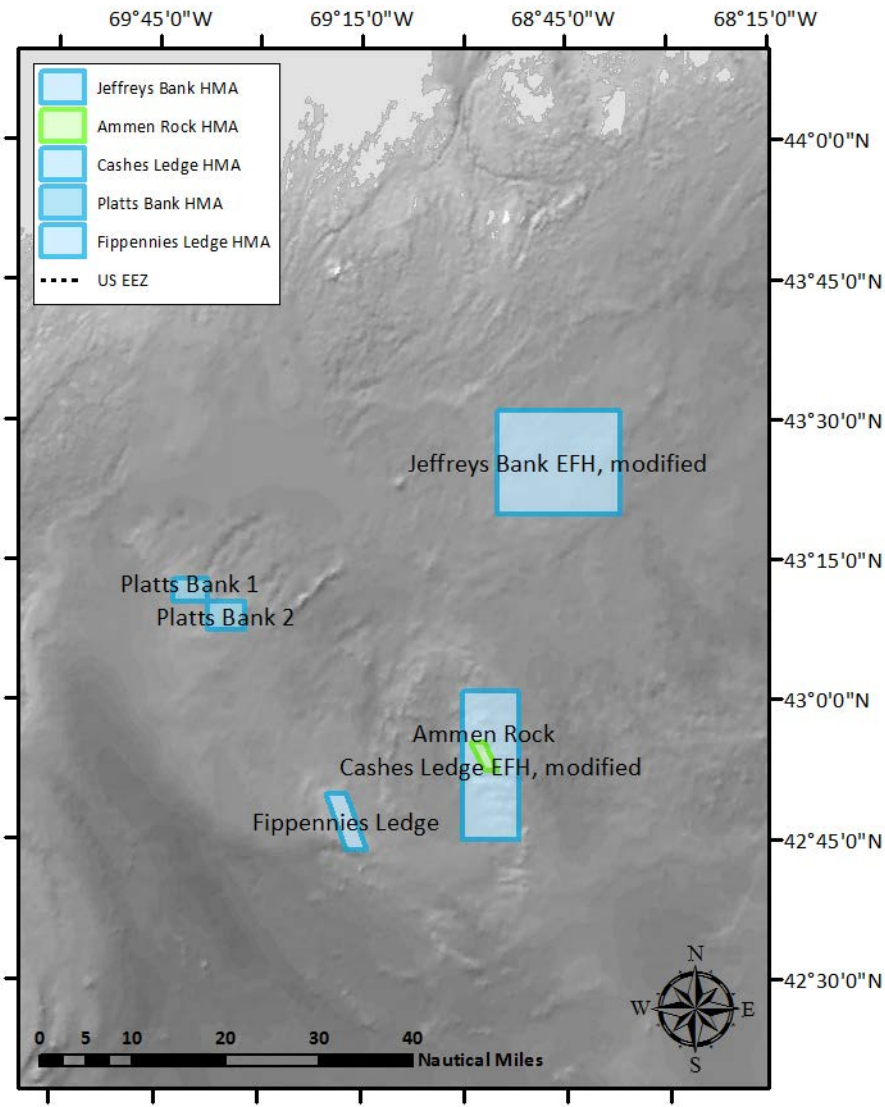 69°45'0"W 69°15'0"W 68°45'0"W 68°15'0"W
Jeffreys Bank HMA
Ammen Rock HMA
Cashes Ledge HMA
Platts Bank HMA
Fippennies Ledge HMA
US EEZ
44°0'0"N
43°45'0"N
43°30'0"N
Jeffreys Bank EFH, modified
43°15'0"N
Platts Bank 1
Platts Bank 2
43°0'0"N
Ammen Rock
Cashes Ledge EFH, modified
Fippennies Ledge
42°45'0"N
42°30'0"N
N
W E
S
0 5 10 20 30 40
Nautical Miles